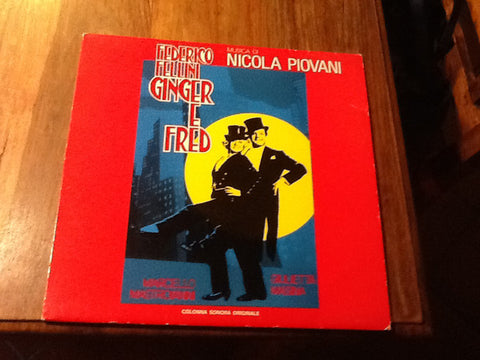 MUSICA DI
NICOLA PIOVANI
FEDERICO
FELLINI
GINGER
E
FRED
MARCELLO
MASTROIANNI
GIULIETTA
MASINA
COLONNA SONORA ORIGINALE